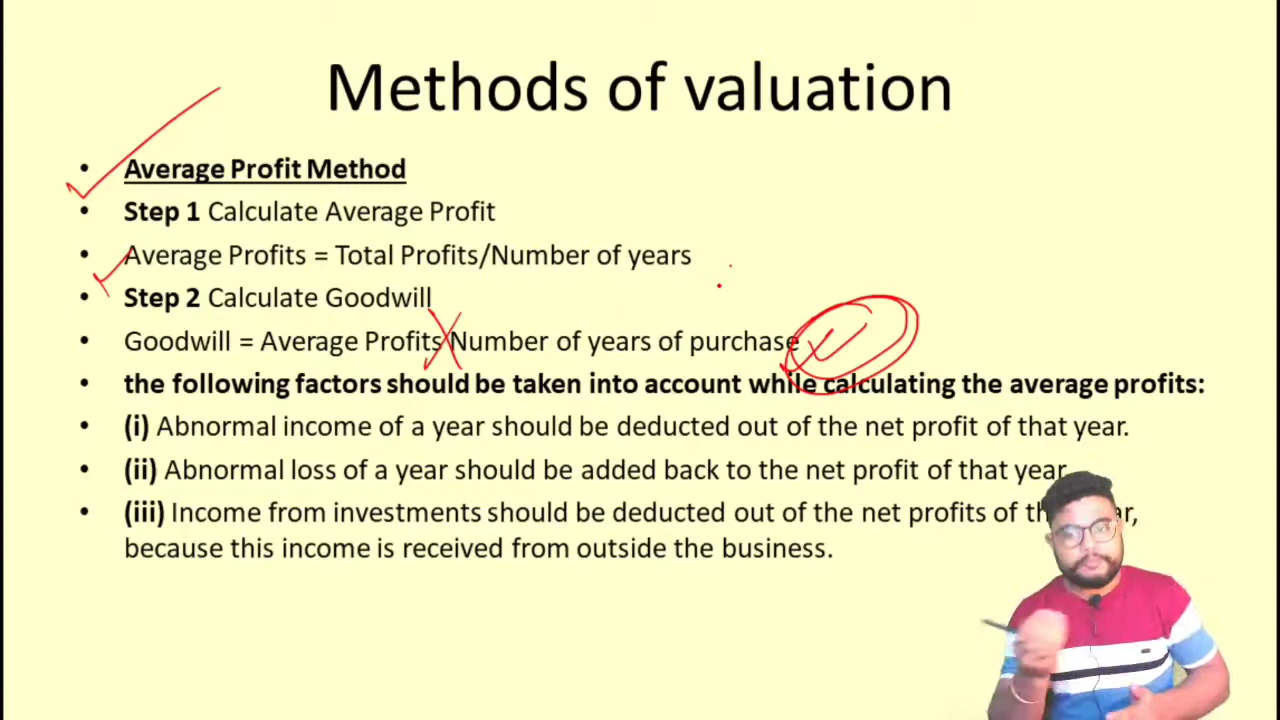 Methods of valuation
• Average Profit Method
• Step 1 Calculate Average Profit
• Average Profits = Total Profits/Number of years
• Step 2 Calculate Goodwill
• Goodwill = Average Profits X Number of years of purchase
• the following factors should be taken into account while calculating the average profits:
• (i) Abnormal income of a year should be deducted out of the net profit of that year.
• (ii) Abnormal loss of a year should be added back to the net profit of that year
• (iii) Income from investments should be deducted out of the net profits of
because this income is received from outside the business.